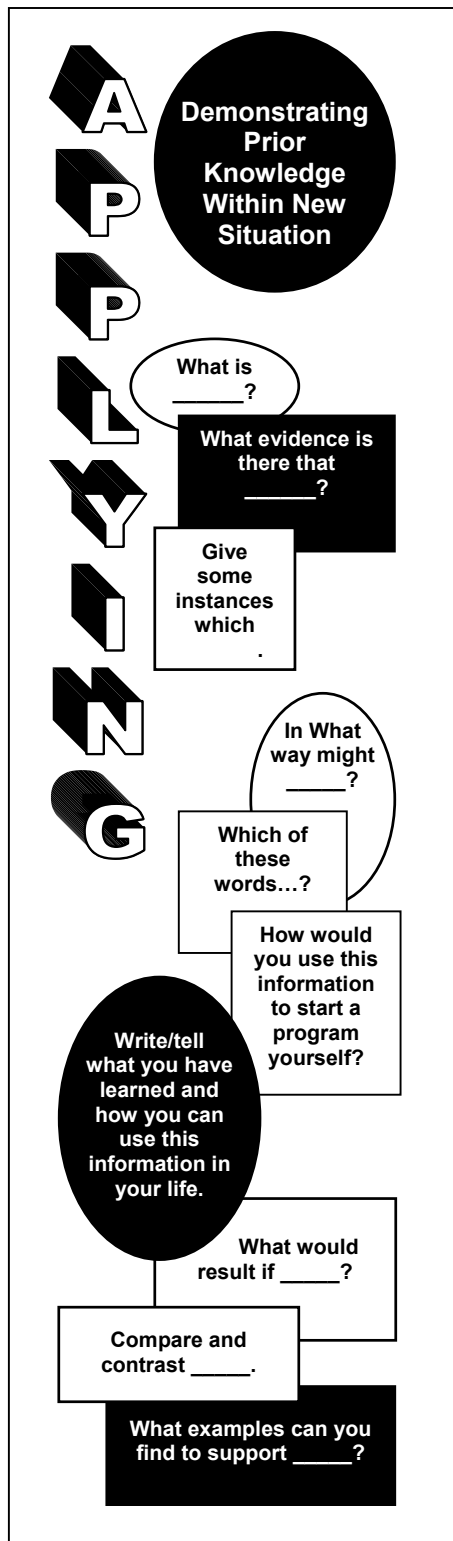 A
P
P
L
Y
I
N
G
Demonstrating
Prior
Knowledge
Within New
Situation
What is
______?
What evidence is
there that
______?
Give
some
instances
which
.
In What
way might
_____?
Which of
these
words…?
How would
you use this
information
to start a
program
yourself?
Write/tell
what you have
learned and
how you can
use this
information in
your life.
What would
result if _____?
Compare and
contrast _____.
What examples can you
find to support _____?